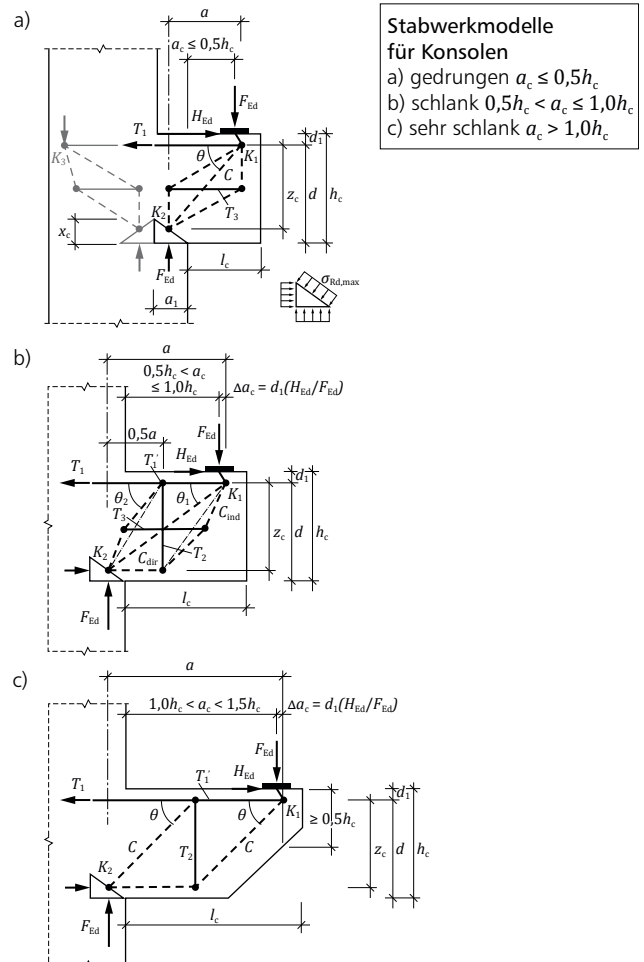 Stabwerkmodelle
für Konsolen
a) gedrungen a_c ≤ 0,5h_c
b) schlank 0,5h_c < a_c ≤ 1,0h_c
c) sehr schlank a_c > 1,0h_c
a)
a
a_c ≤ 0,5h_c
F_Ed
H_Ed
T_1
d_1
K_3
θ
K_1
C
z_c
d
h_c
K_2
T_3
x_c
F_Ed
l_c
a_1
σ_Rd,max
b)
a
0,5h_c < a_c
≤ 1,0h_c
Δa_c = d_1(H_Ed/F_Ed)
F_Ed
0,5a
T_1
T_1'
H_Ed
d_1
θ_2
θ_1
K_1
T_3
C_ind
z_c
d
h_c
K_2
C_dir
T_2
F_Ed
l_c
c)
a
1,0h_c < a_c < 1,5h_c
Δa_c = d_1(H_Ed/F_Ed)
F_Ed
T_1
T_1'
H_Ed
d_1
θ
θ
K_1
≥ 0,5h_c
C
T_2
C
z_c
d
h_c
K_2
F_Ed
l_c